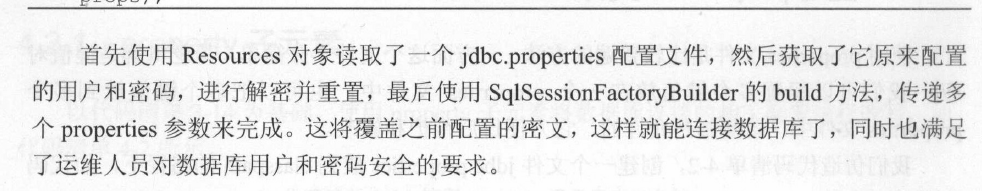 首先使用 Resources 对象读取了一个 jdbc.properties 配置文件，然后获取了它原来配置
的用户和密码，进行解密并重置，最后使用 SqlSessionFactoryBuilder 的 build 方法，传递多
个 properties 参数来完成。这将覆盖之前配置的密文，这样就能连接数据库了，同时也满足
了运维人员对数据库用户和密码安全的要求。